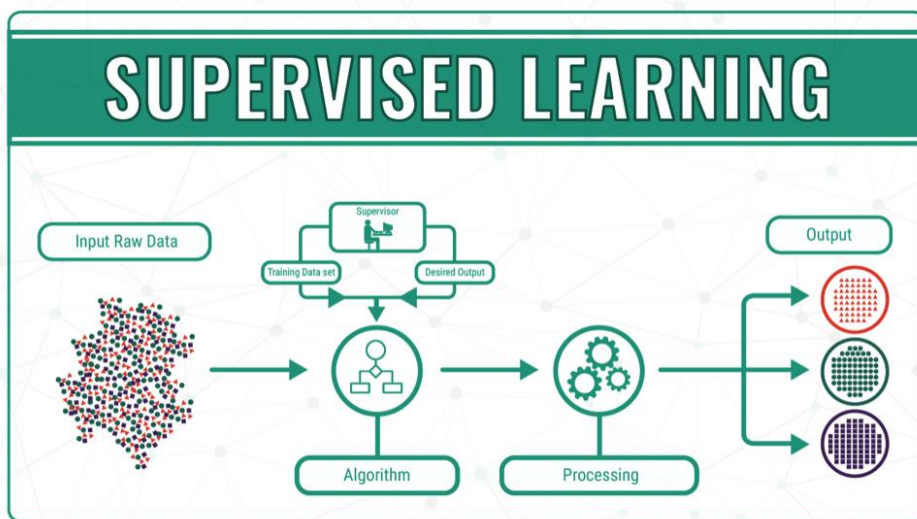 SUPERVISED LEARNING
Input Raw Data
Supervisor
Training Data set
Desired Output
Algorithm
Processing
Output